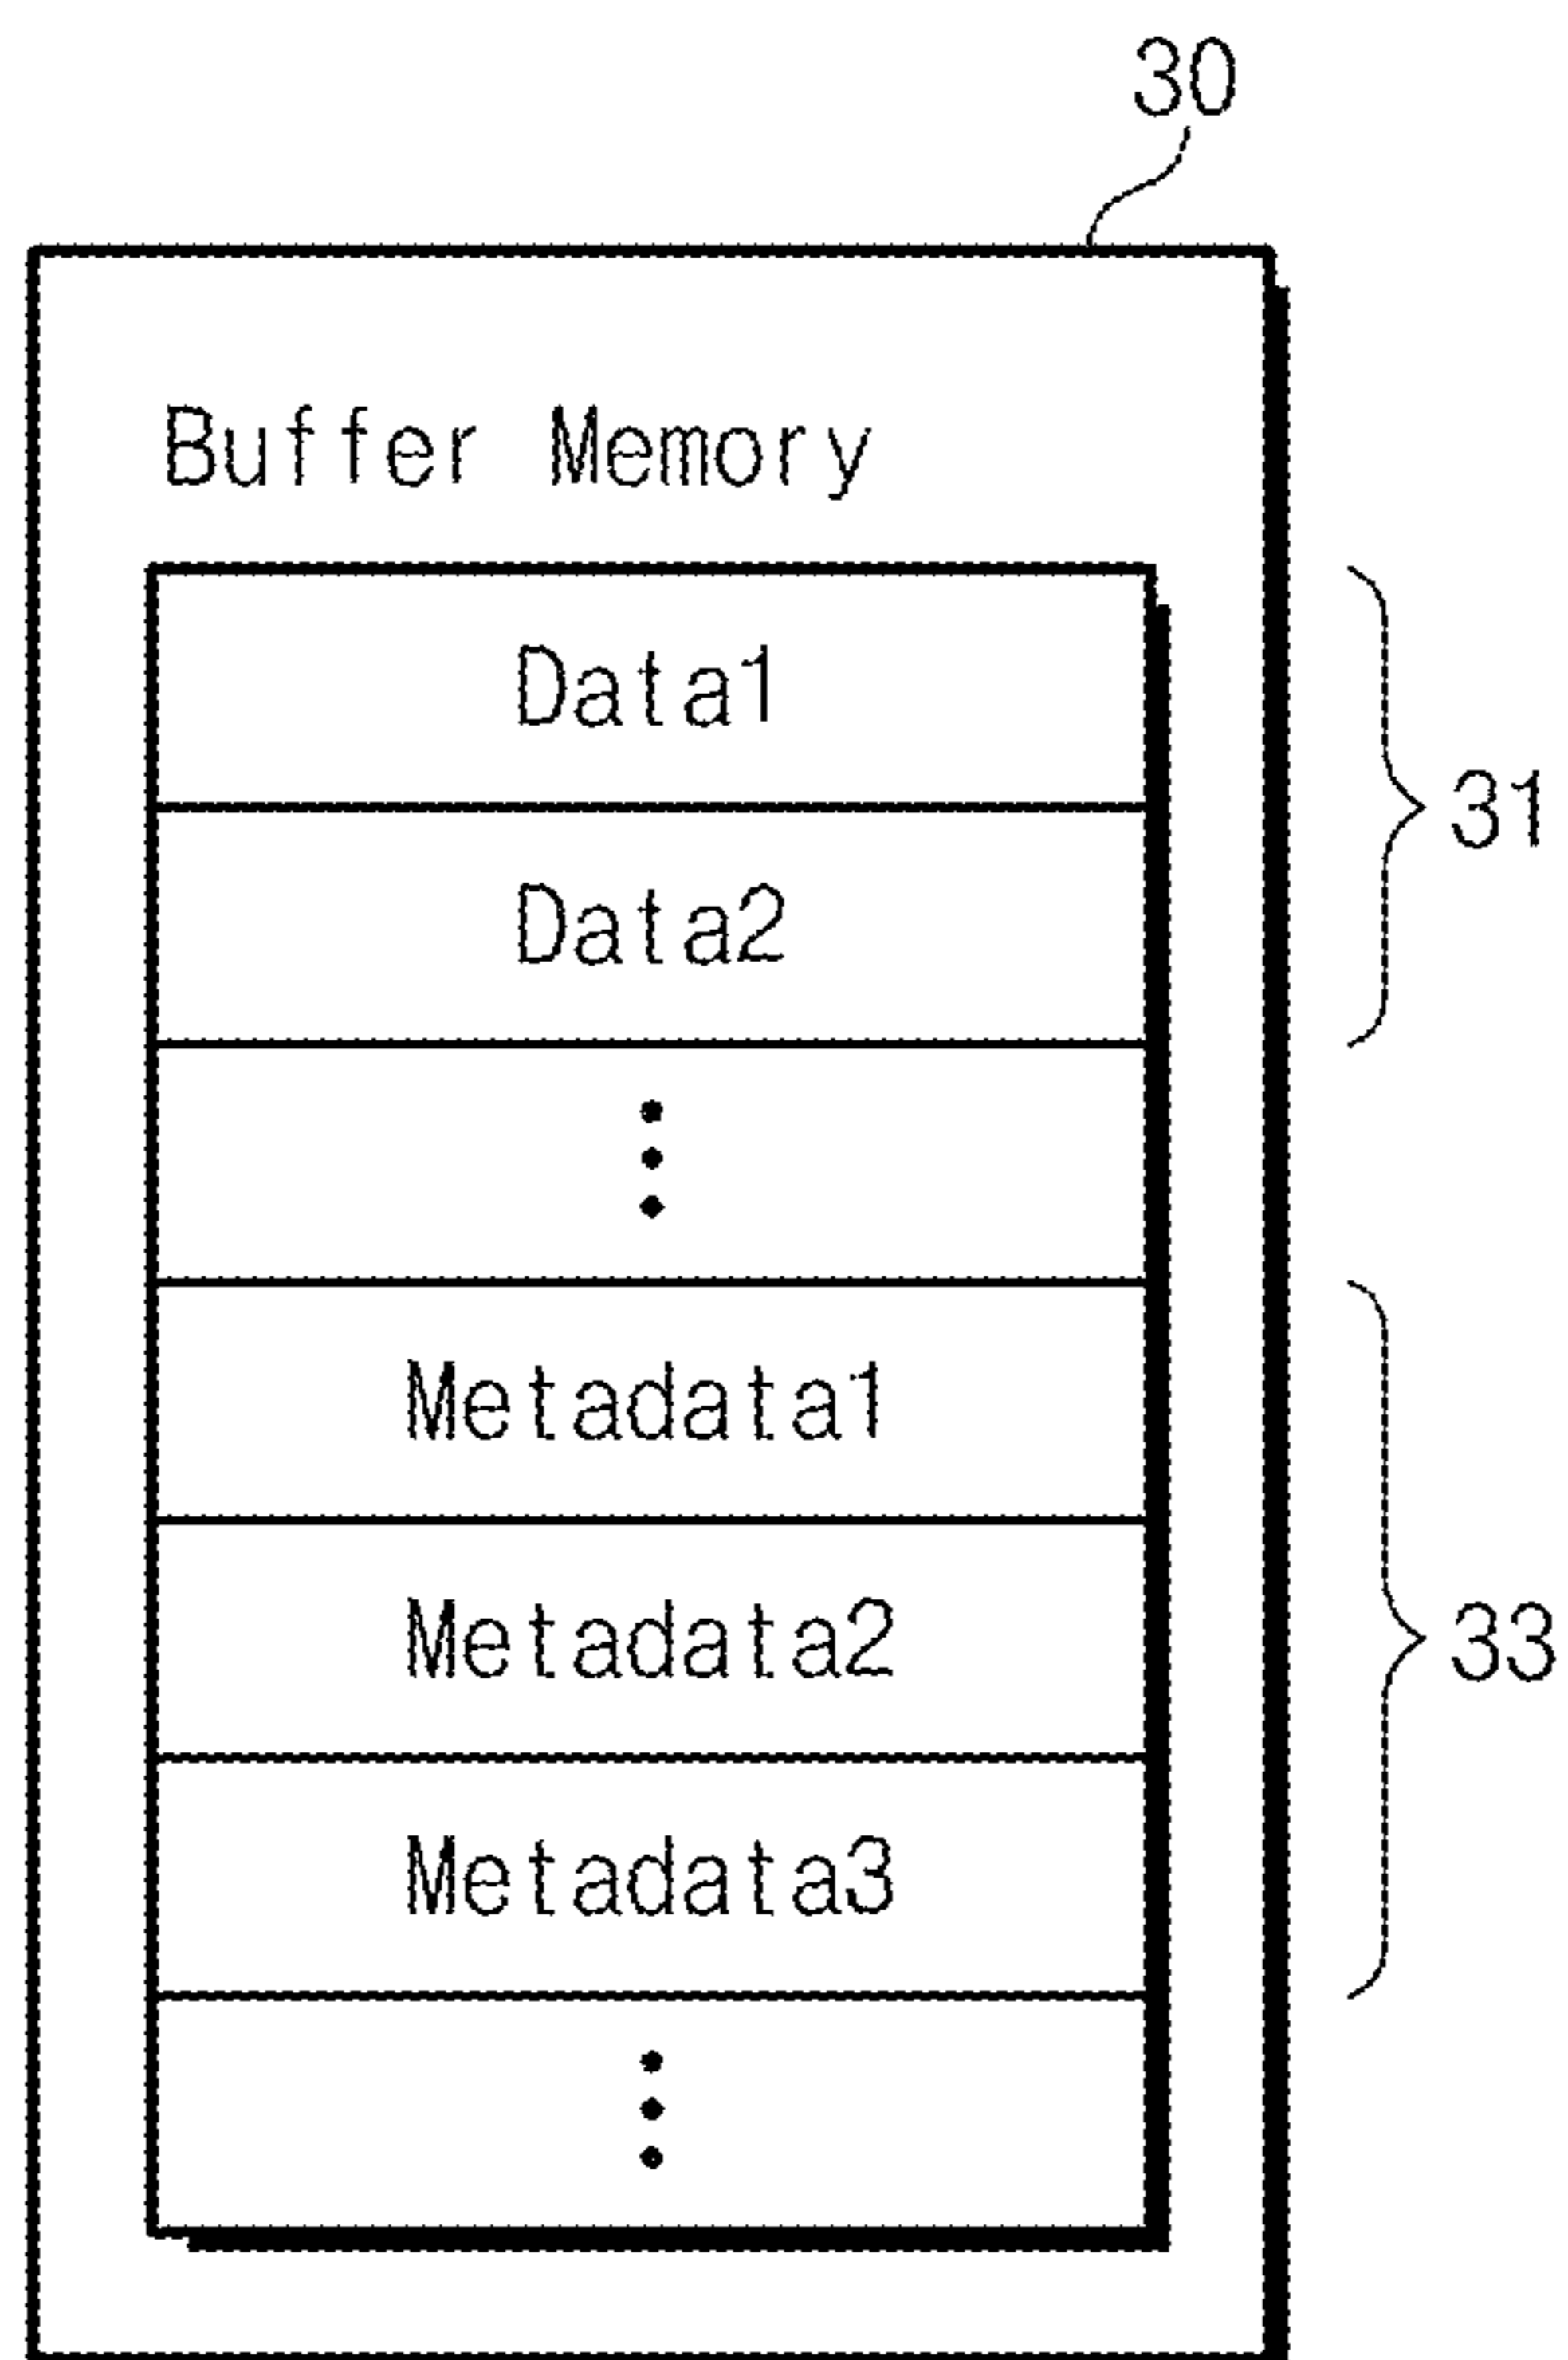 30
Buffer Memory
Data1
31
Data2
Metadata1
Metadata2
33
Metadata3